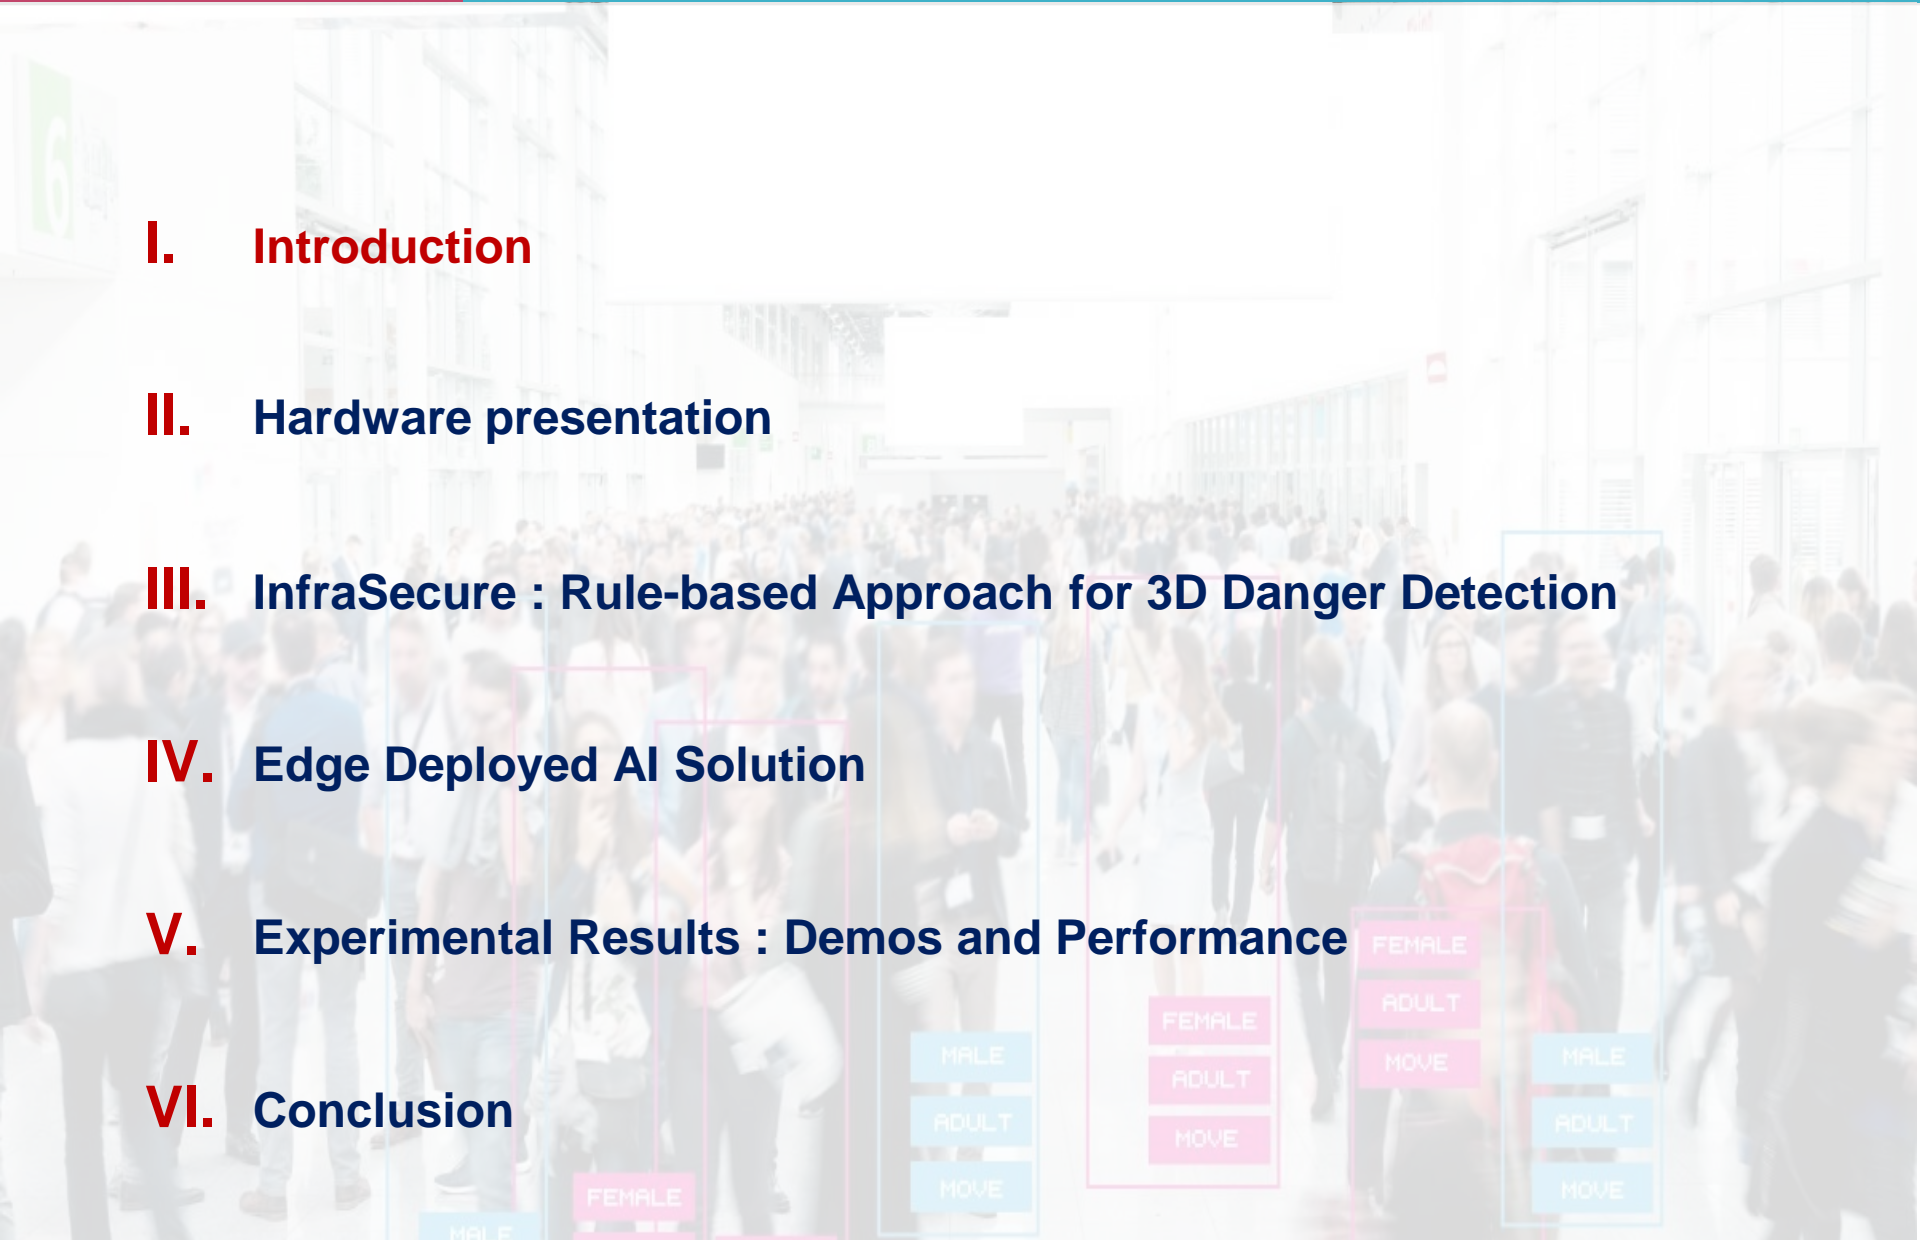 6
I. Introduction
II. Hardware presentation
III. InfraSecure : Rule-based Approach for 3D Danger Detection
IV. Edge Deployed AI Solution
V. Experimental Results : Demos and Performance
FEMALE
ADULT
MOVE
FEMALE
ADULT
MOVE
MALE
ADULT
MOVE
MALE
ADULT
MOVE
VI. Conclusion
FEMALE
MALE